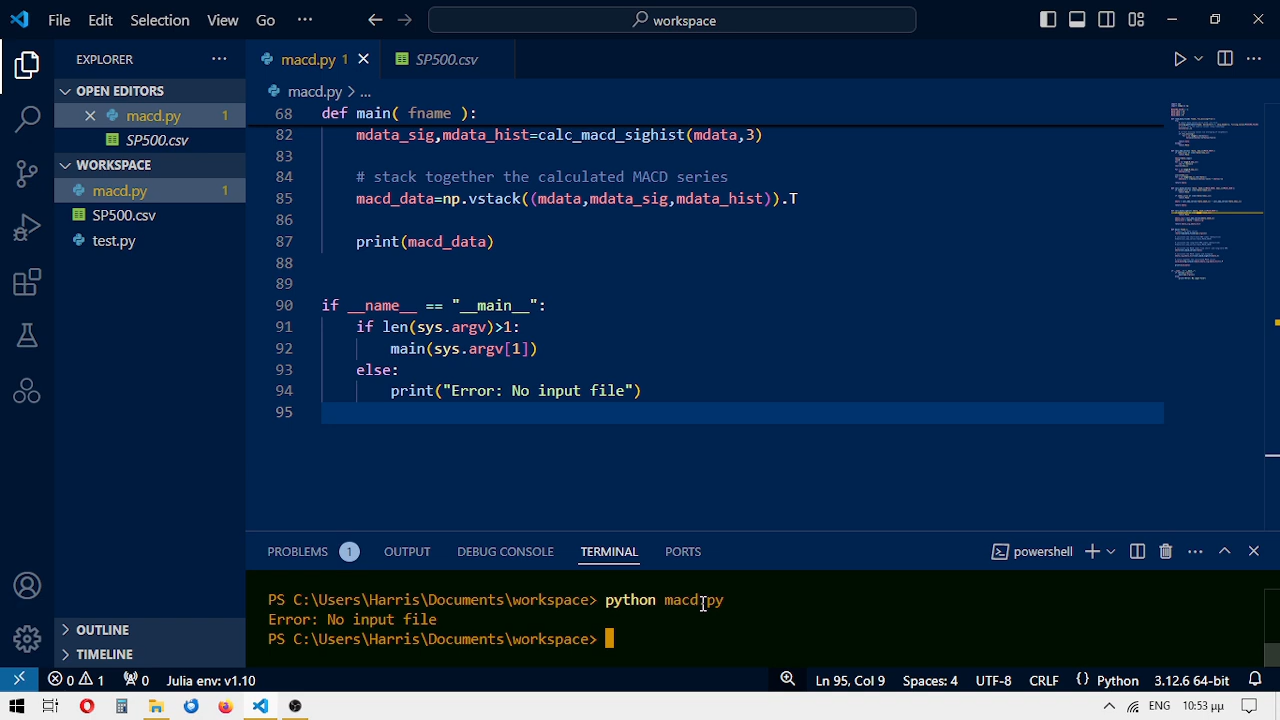 File Edit Selection View Go ... workspace
EXPLORER ...
macd.py 1
SP500.csv
...
OPEN EDITORS
macd.py 1
SP500.csv
WORKSPACE
macd.py 1
SP500.csv
test.py
OUTLINE
TIMELINE
macd.py > ...
68 def main( fname ):
82
83
84 # stack together the calculated MACD series
85 macd_data=np.vstack((mdata,mdata_sig,mdata_hist)).T
86
87 print(macd_data)
88
89
90 if __name__ == "__main__":
91 if len(sys.argv)>1:
92 main(sys.argv[1])
93 else:
94 print("Error: No input file")
95
PROBLEMS 1 OUTPUT DEBUG CONSOLE TERMINAL PORTS powershell ...
PS C:\Users\Harris\Documents\workspace> python macd.py
Error: No input file
PS C:\Users\Harris\Documents\workspace>
0 1 0 Julia env: v1.10 Ln 95, Col 9 Spaces: 4 UTF-8 CRLF {} Python 3.12.6 64-bit
ENG 10:53 μμ